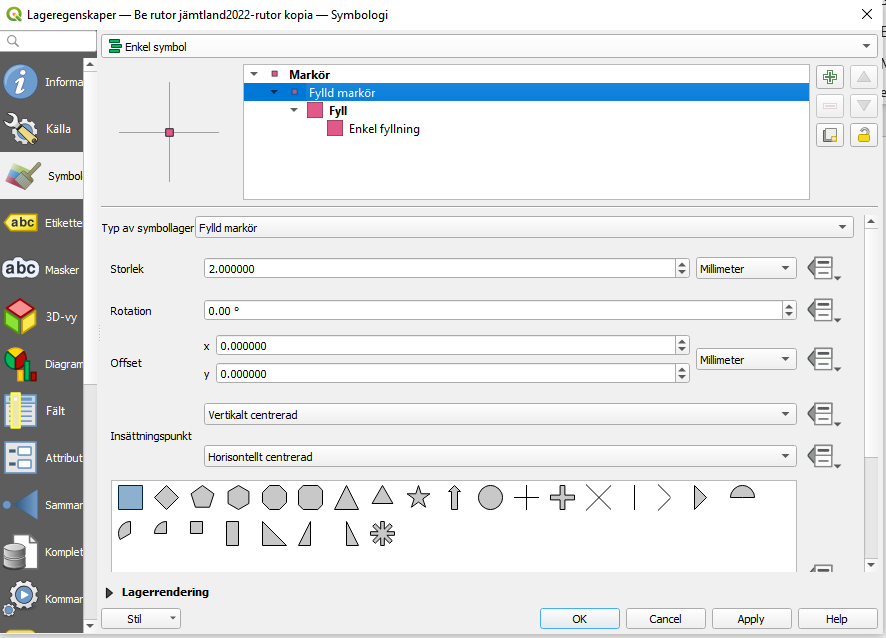 Lageregenskaper — Be rutor jämtland2022-rutor kopia — Symbologi
Enkel symbol
Informa
Källa
Symbol
abc Etikette
abc Masker
3D-vy
Diagram
Fält
Attribut
Samman
Komplet
Komman
Markör
Fylld markör
Fyll
Enkel fyllning
Typ av symbollager Fylld markör
Storlek 2.000000 Millimeter
Rotation 0.00 °
Offset x 0.000000 Millimeter
y 0.000000
Insättningspunkt Vertikalt centrerad
Horisontellt centrerad
Lagerrendering
Stil OK Cancel Apply Help